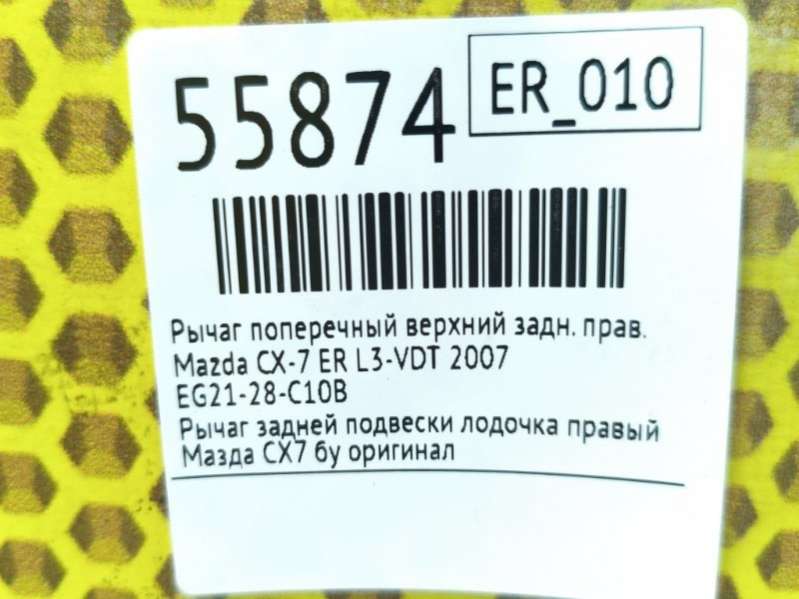 55874
ER_010
Рычаг поперечный верхний задн. прав.
Mazda CX-7 ER L3-VDT 2007
EG21-28-C10B
Рычаг задней подвески лодочка правый
Мазда CX7 бу оригинал